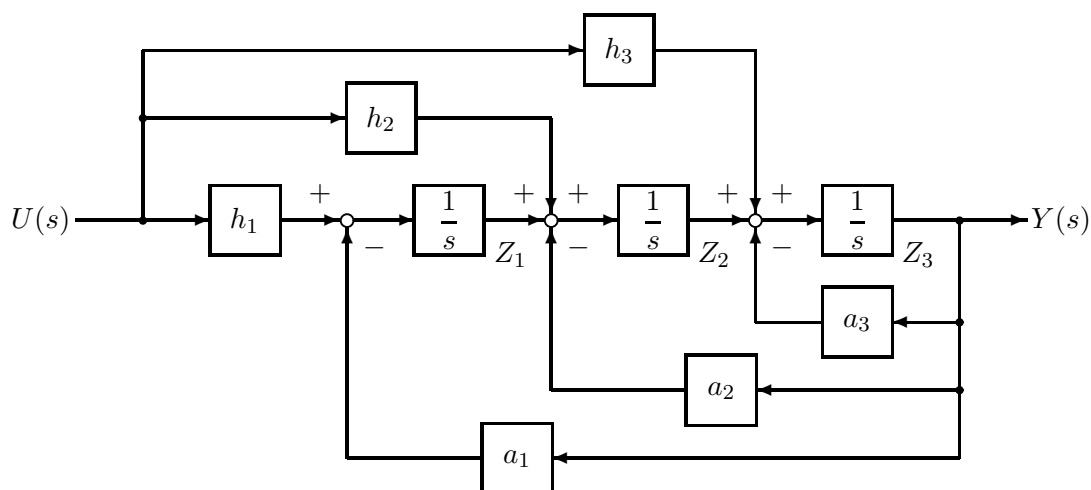 h₃
h₂
U(s) h₁ + − 1/s Z₁ + + − 1/s Z₂ + + − 1/s Z₃ Y(s)
a₃
a₂
a₁